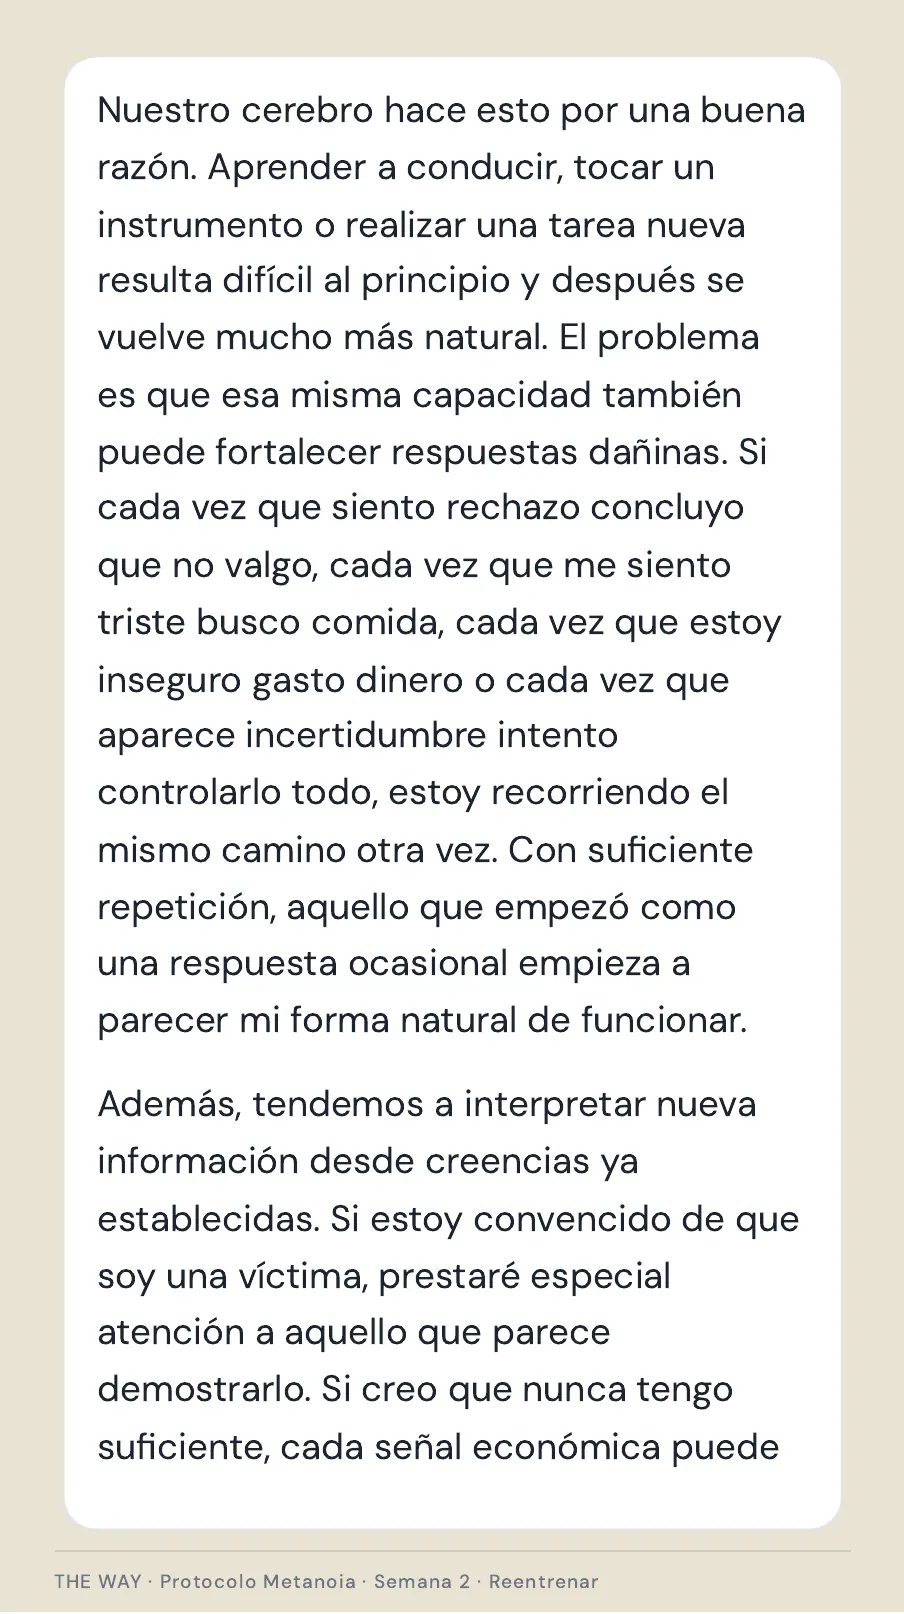 Nuestro cerebro hace esto por una buena
razón. Aprender a conducir, tocar un
instrumento o realizar una tarea nueva
resulta difícil al principio y después se
vuelve mucho más natural. El problema
es que esa misma capacidad también
puede fortalecer respuestas dañinas. Si
cada vez que siento rechazo concluyo
que no valgo, cada vez que me siento
triste busco comida, cada vez que estoy
inseguro gasto dinero o cada vez que
aparece incertidumbre intento
controlarlo todo, estoy recorriendo el
mismo camino otra vez. Con suficiente
repetición, aquello que empezó como
una respuesta ocasional empieza a
parecer mi forma natural de funcionar.
Además, tendemos a interpretar nueva
información desde creencias ya
establecidas. Si estoy convencido de que
soy una víctima, prestaré especial
atención a aquello que parece
demostrarlo. Si creo que nunca tengo
suficiente, cada señal económica puede
THE WAY · Protocolo Metanoia · Semana 2 · Reentrenar